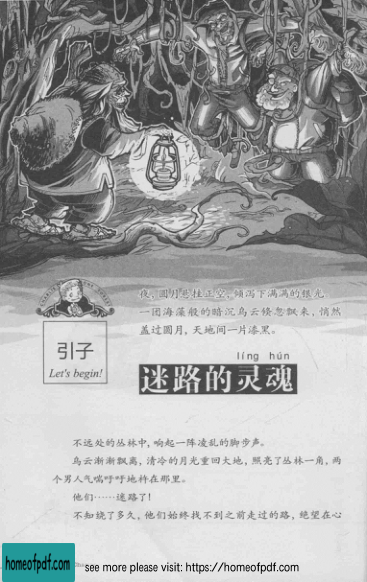 夜，圆月悬挂正空，倾泻下满满的银光。
一团海藻般的暗沉乌云倏忽飘来，悄然
盖过圆月，天地间一片漆黑。
引子
Let's begin!
líng hún
迷路的灵魂
不远处的丛林中，响起一阵凌乱的脚步声。
乌云渐渐飘离，清冷的月光重回大地，照亮了丛林一角，两
个男人气喘吁吁地杵在那里。
他们……迷路了！
不知绕了多久，他们始终找不到之前走过的路，绝望在心
homeofpdf.com
see more please visit: https://homeofpdf.com